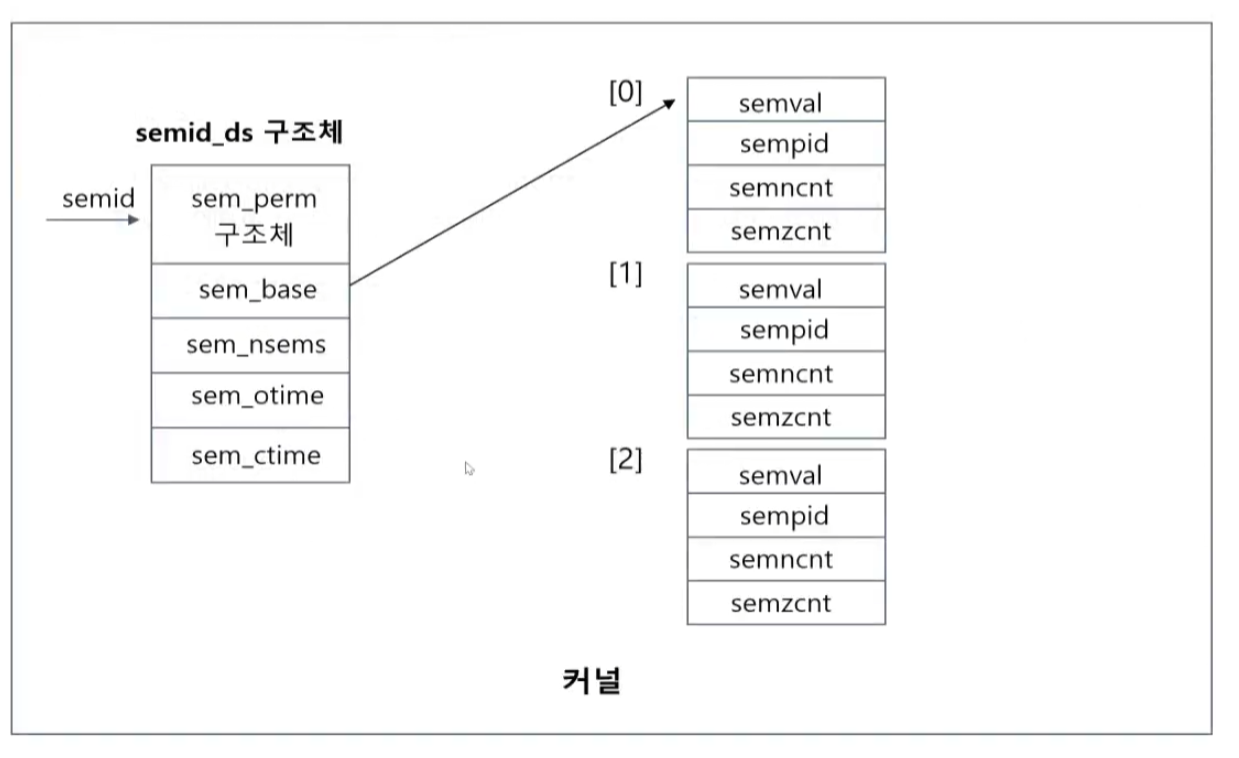 semid_ds 구조체
semid
sem_perm
구조체
sem_base
sem_nsems
sem_otime
sem_ctime
[0]
semval
sempid
semncnt
semzcnt
[1]
semval
sempid
semncnt
semzcnt
[2]
semval
sempid
semncnt
semzcnt
커널